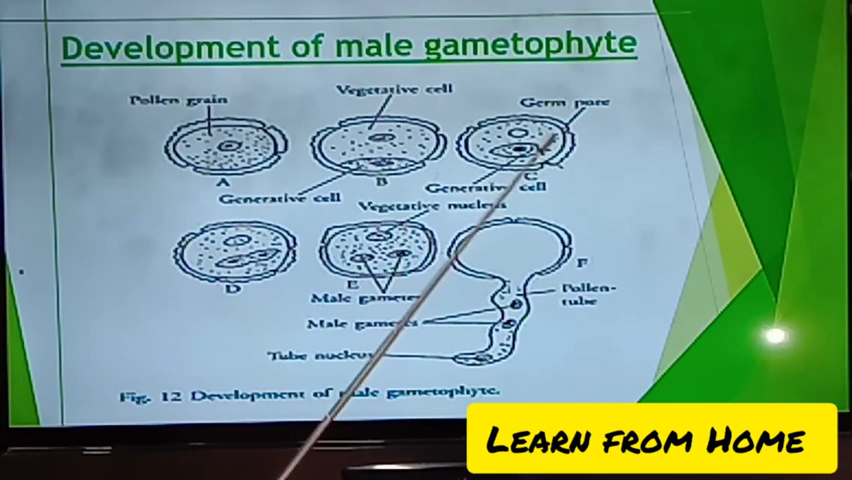 Development of male gametophyte
Pollen grain
Vegetative cell
Germ pore
A
B
C
Generative cell
Generative cell
Vegetative nucleus
D
E
F
Male gametes
Pollen-
tube
Male gametes
Tube nucleus
Fig. 12 Development of male gametophyte.
LEARN FROM HOME